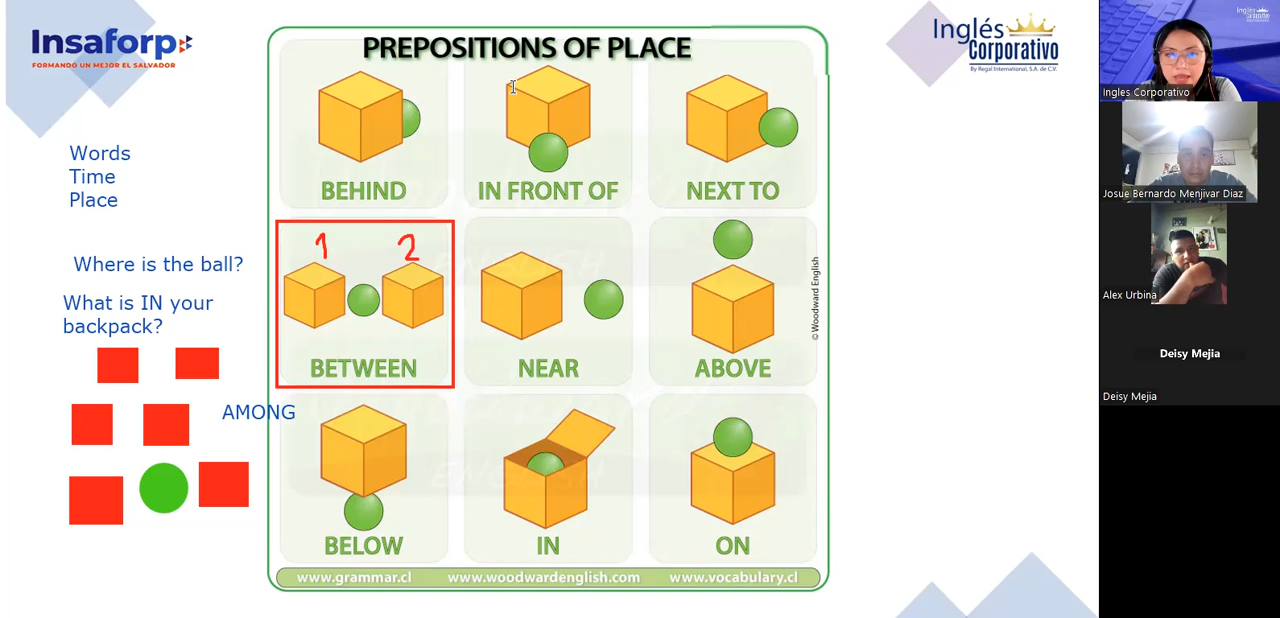 Insaforp
FORMANDO UN MEJOR EL SALVADOR
Words
Time
Place
Where is the ball?
What is IN your
backpack?
AMONG
PREPOSITIONS OF PLACE
BEHIND
IN FRONT OF
NEXT TO
1
2
BETWEEN
NEAR
ABOVE
BELOW
IN
ON
© Woodward English
www.grammar.cl
www.woodwardenglish.com
www.vocabulary.cl
Inglés
Corporativo
By Regal International, S.A. de C.V.
Inglés
Corporativo
Ingles Corporativo
Josue Bernardo Menjivar Diaz
Alex Urbina
Deisy Mejia
Deisy Mejia